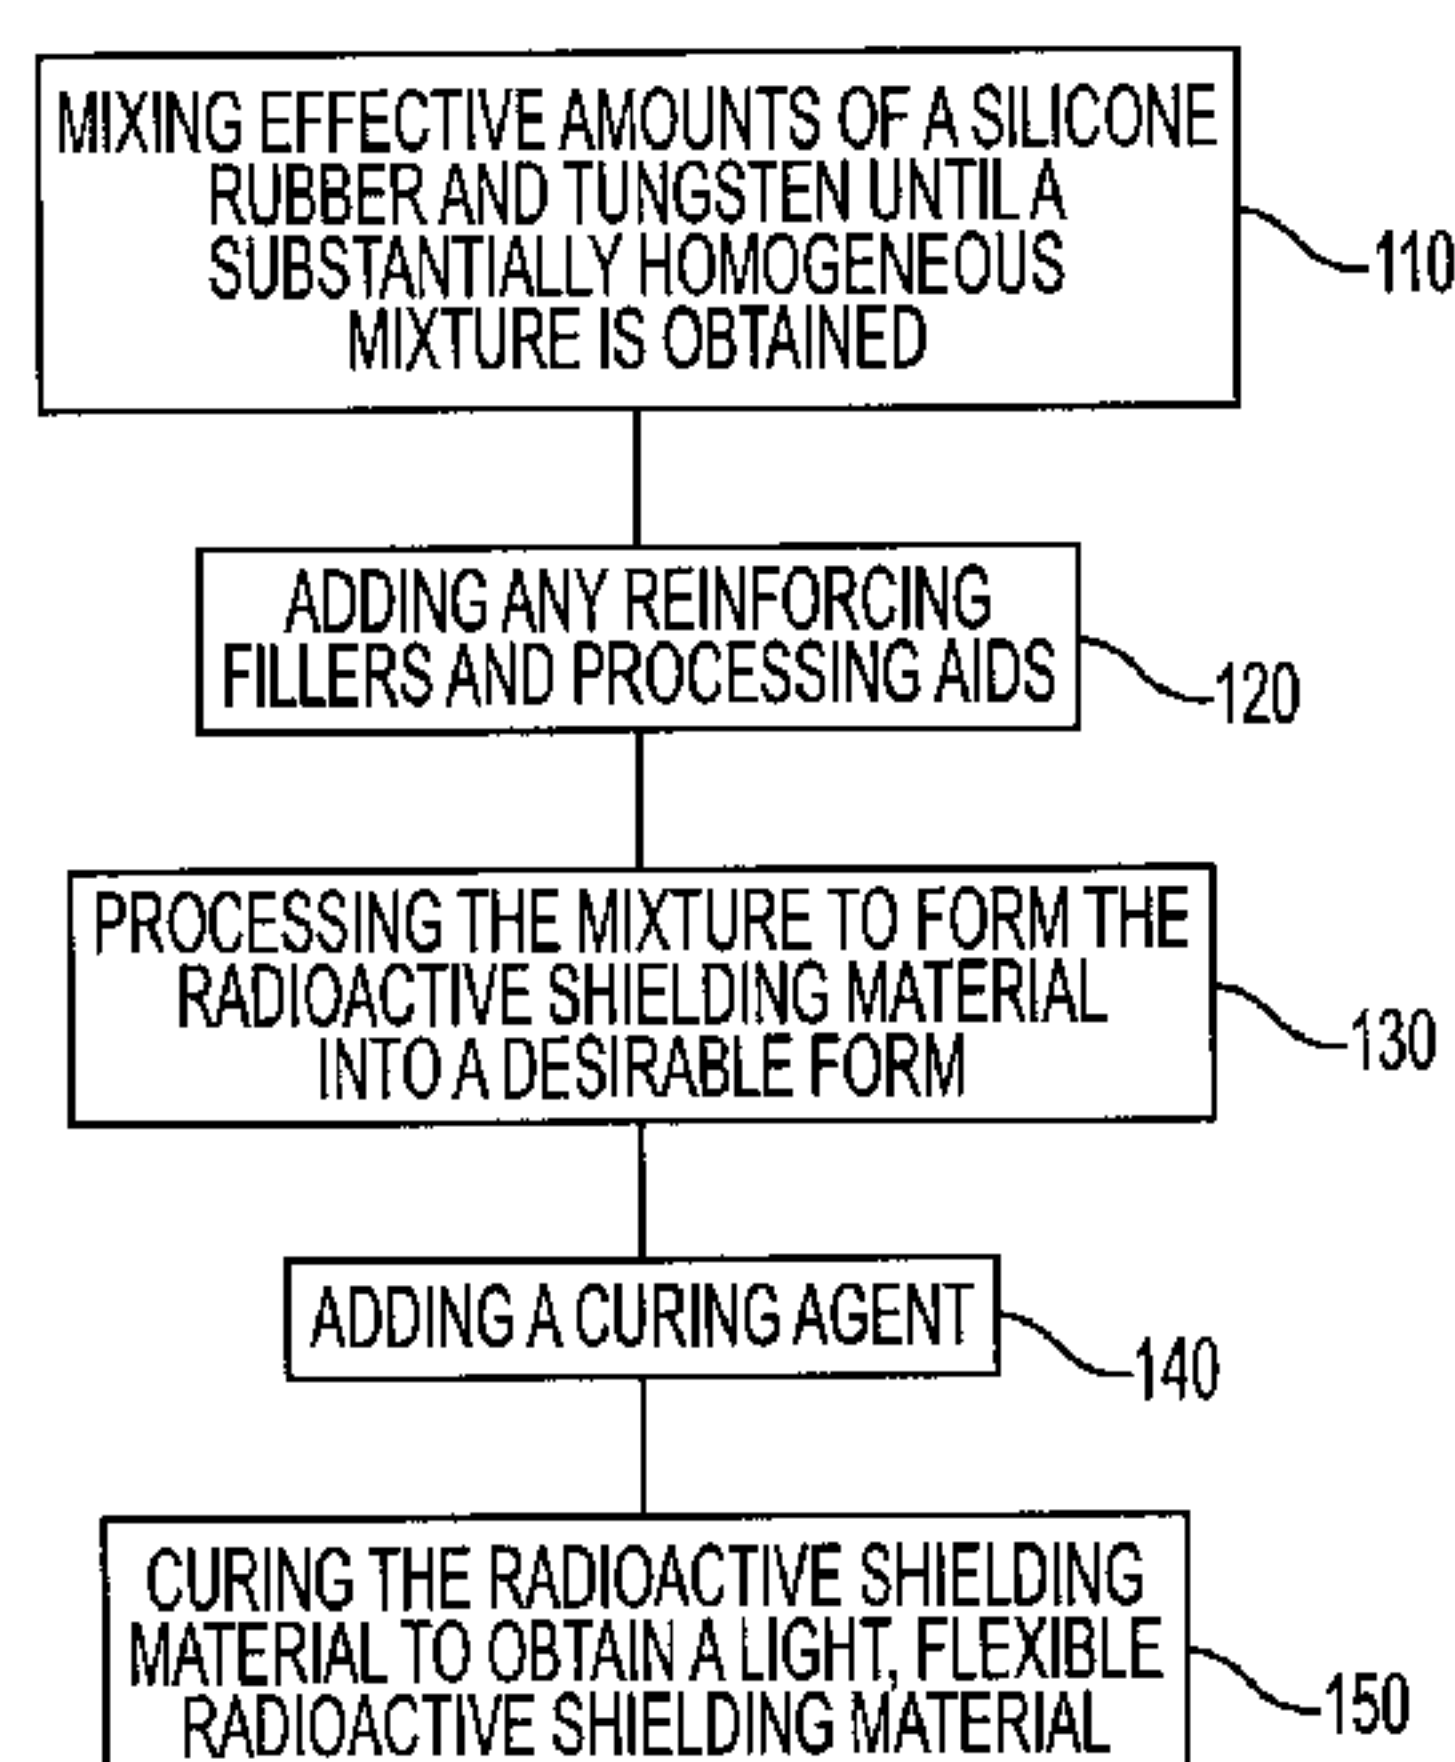 MIXING EFFECTIVE AMOUNTS OF A SILICONE
RUBBER AND TUNGSTEN UNTIL A
SUBSTANTIALLY HOMOGENEOUS
MIXTURE IS OBTAINED
110
ADDING ANY REINFORCING
FILLERS AND PROCESSING AIDS
120
PROCESSING THE MIXTURE TO FORM THE
RADIOACTIVE SHIELDING MATERIAL
INTO A DESIRABLE FORM
130
ADDING A CURING AGENT
140
CURING THE RADIOACTIVE SHIELDING
MATERIAL TO OBTAIN A LIGHT, FLEXIBLE
RADIOACTIVE SHIELDING MATERIAL
150